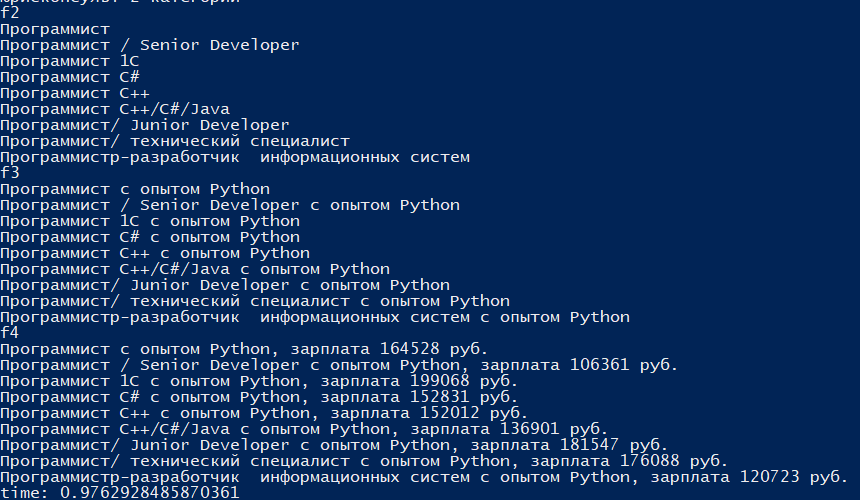 юрисконсульт 2 категории
f2
Программист
Программист / Senior Developer
Программист 1C
Программист C#
Программист C++
Программист C++/C#/Java
Программист/ Junior Developer
Программист/ технический специалист
Программистр-разработчик  информационных систем
f3
Программист с опытом Python
Программист / Senior Developer с опытом Python
Программист 1C с опытом Python
Программист C# с опытом Python
Программист C++ с опытом Python
Программист C++/C#/Java с опытом Python
Программист/ Junior Developer с опытом Python
Программист/ технический специалист с опытом Python
Программистр-разработчик  информационных систем с опытом Python
f4
Программист с опытом Python, зарплата 164528 руб.
Программист / Senior Developer с опытом Python, зарплата 106361 руб.
Программист 1C с опытом Python, зарплата 199068 руб.
Программист C# с опытом Python, зарплата 152831 руб.
Программист C++ с опытом Python, зарплата 152012 руб.
Программист C++/C#/Java с опытом Python, зарплата 136901 руб.
Программист/ Junior Developer с опытом Python, зарплата 181547 руб.
Программист/ технический специалист с опытом Python, зарплата 176088 руб.
Программистр-разработчик  информационных систем с опытом Python, зарплата 120723 руб.
time: 0.9762928485870361